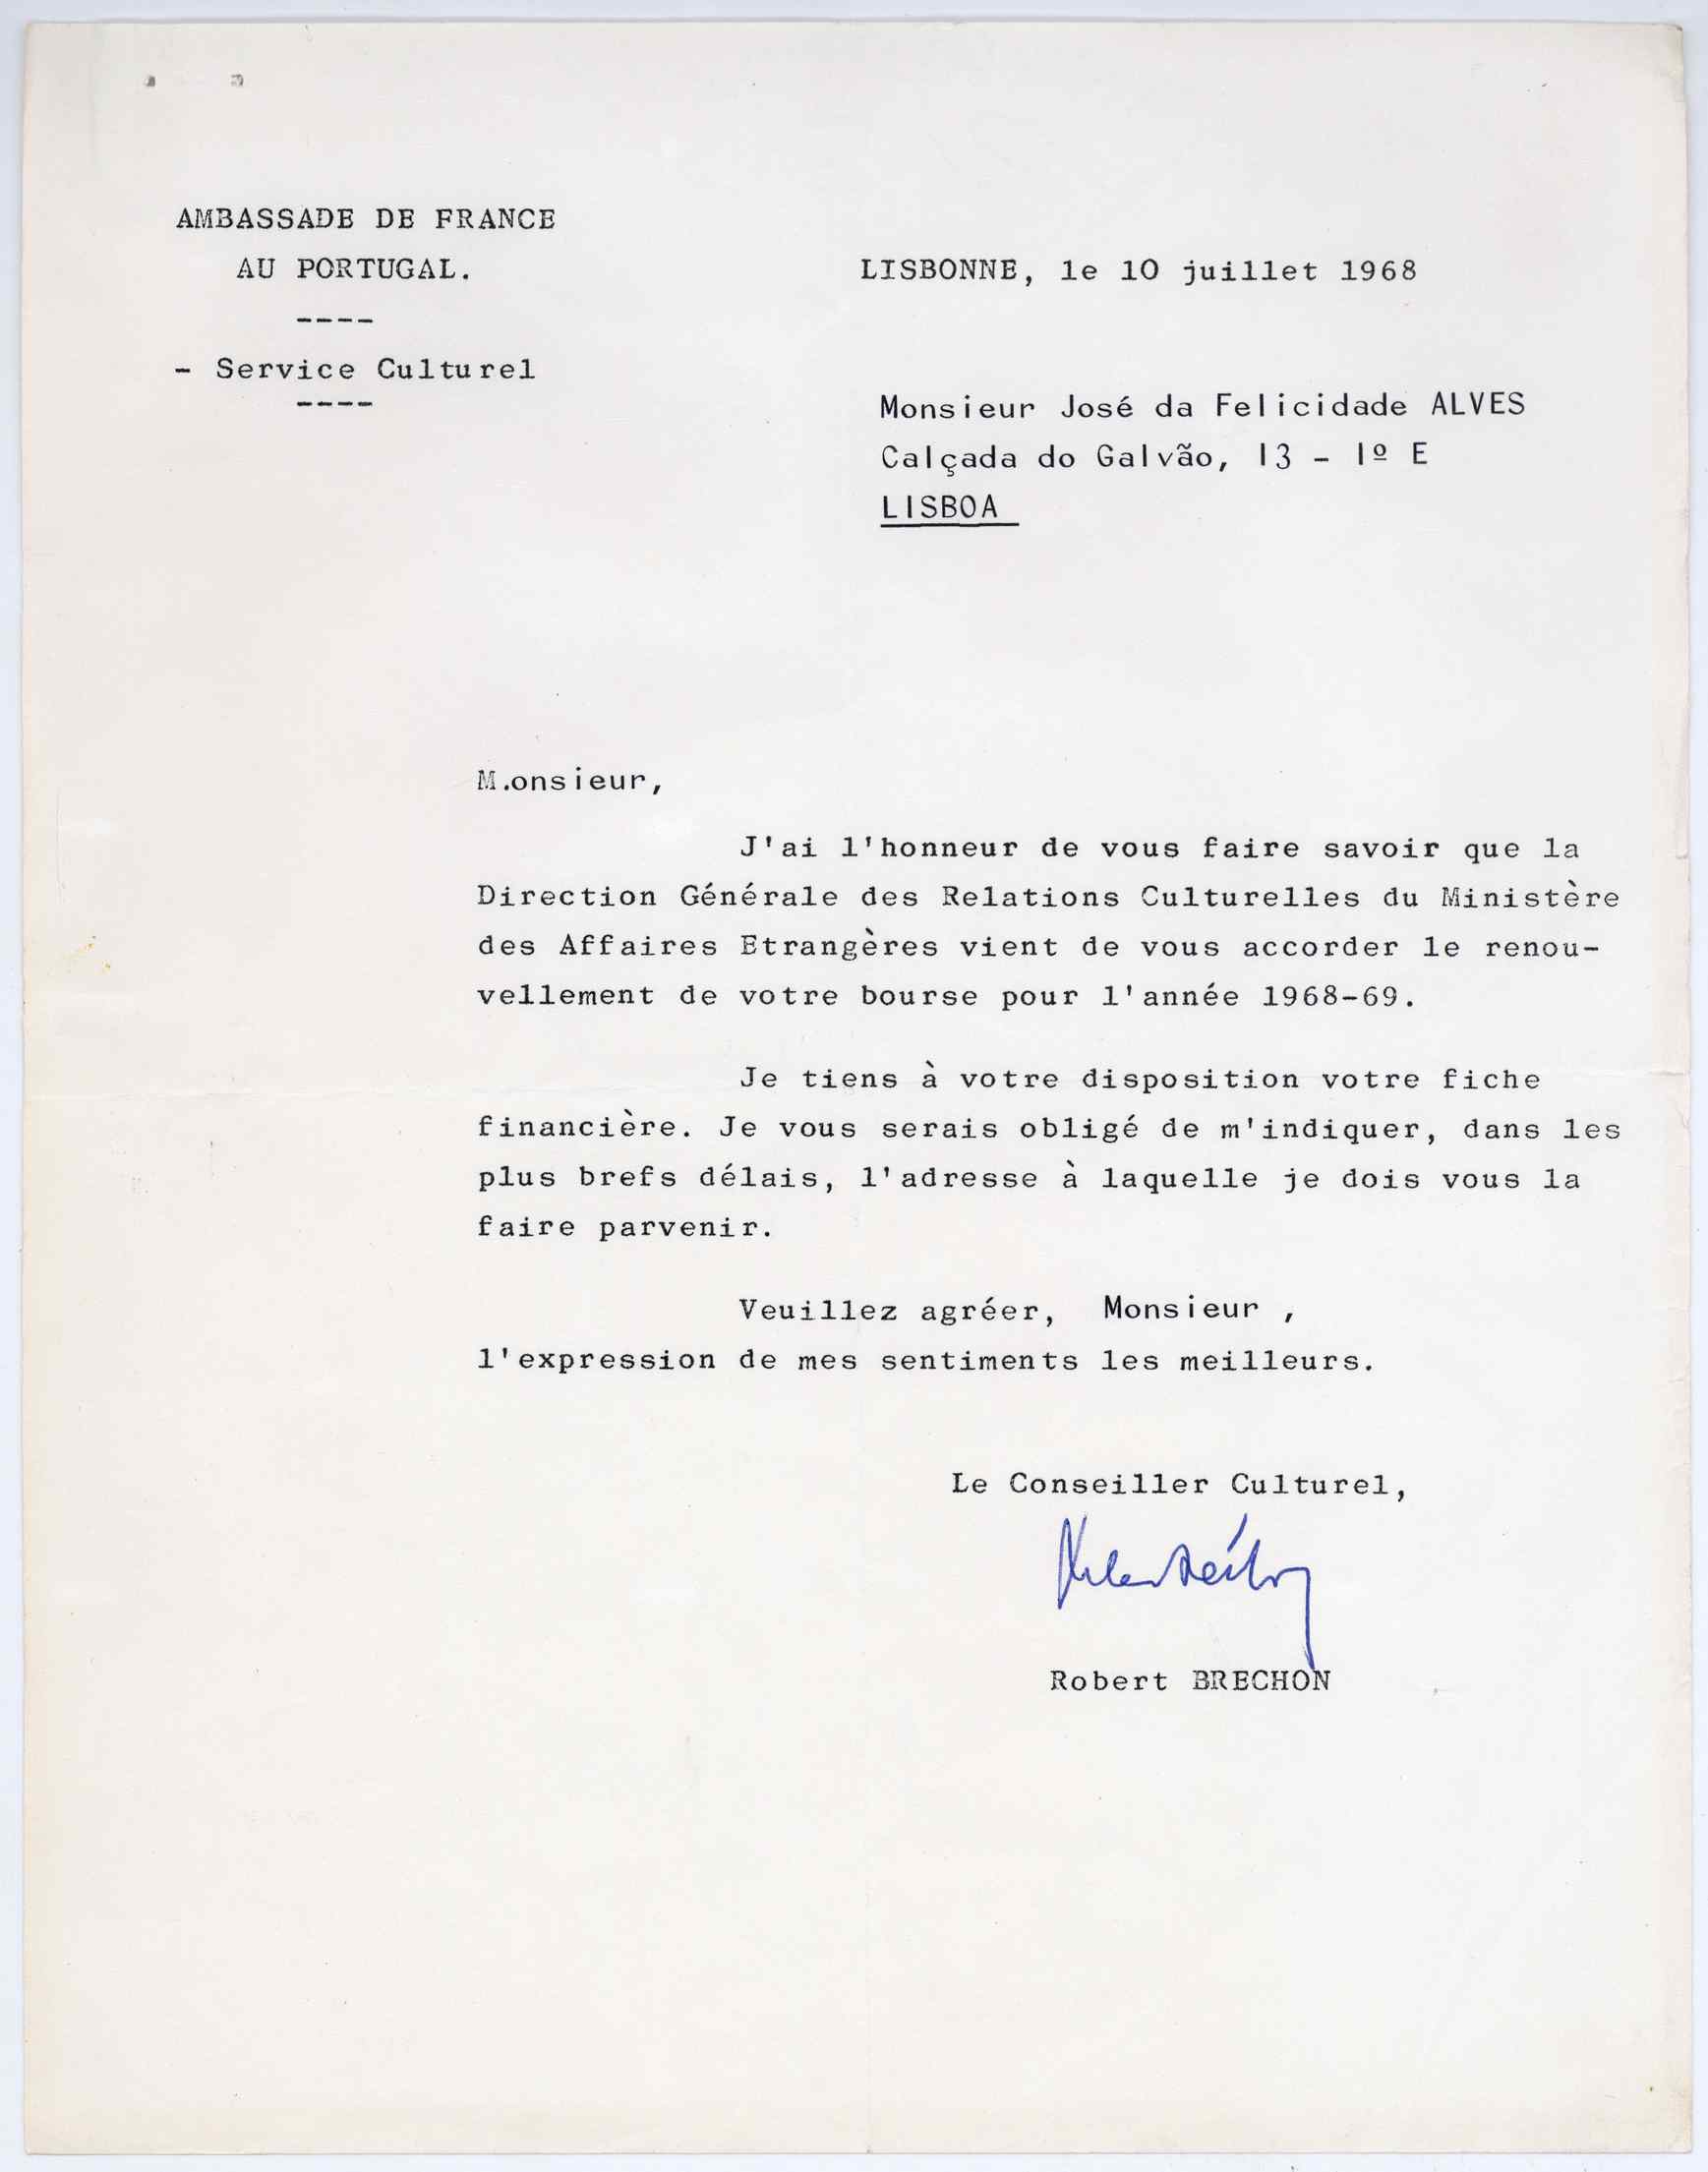 AMBASSADE DE FRANCE
AU PORTUGAL.
----
- Service Culturel
----
LISBONNE, le 10 juillet 1968
Monsieur José da Felicidade ALVES
Calçada do Galvão, 13 - 1º E
LISBOA
M.onsieur,
J'ai l'honneur de vous faire savoir que la
Direction Générale des Relations Culturelles du Ministère
des Affaires Etrangères vient de vous accorder le renou-
vellement de votre bourse pour l'année 1968-69.
Je tiens à votre disposition votre fiche
financière. Je vous serais obligé de m'indiquer, dans les
plus brefs délais, l'adresse à laquelle je dois vous la
faire parvenir.
Veuillez agréer, Monsieur ,
l'expression de mes sentiments les meilleurs.
Le Conseiller Culturel,
Robert BRECHON